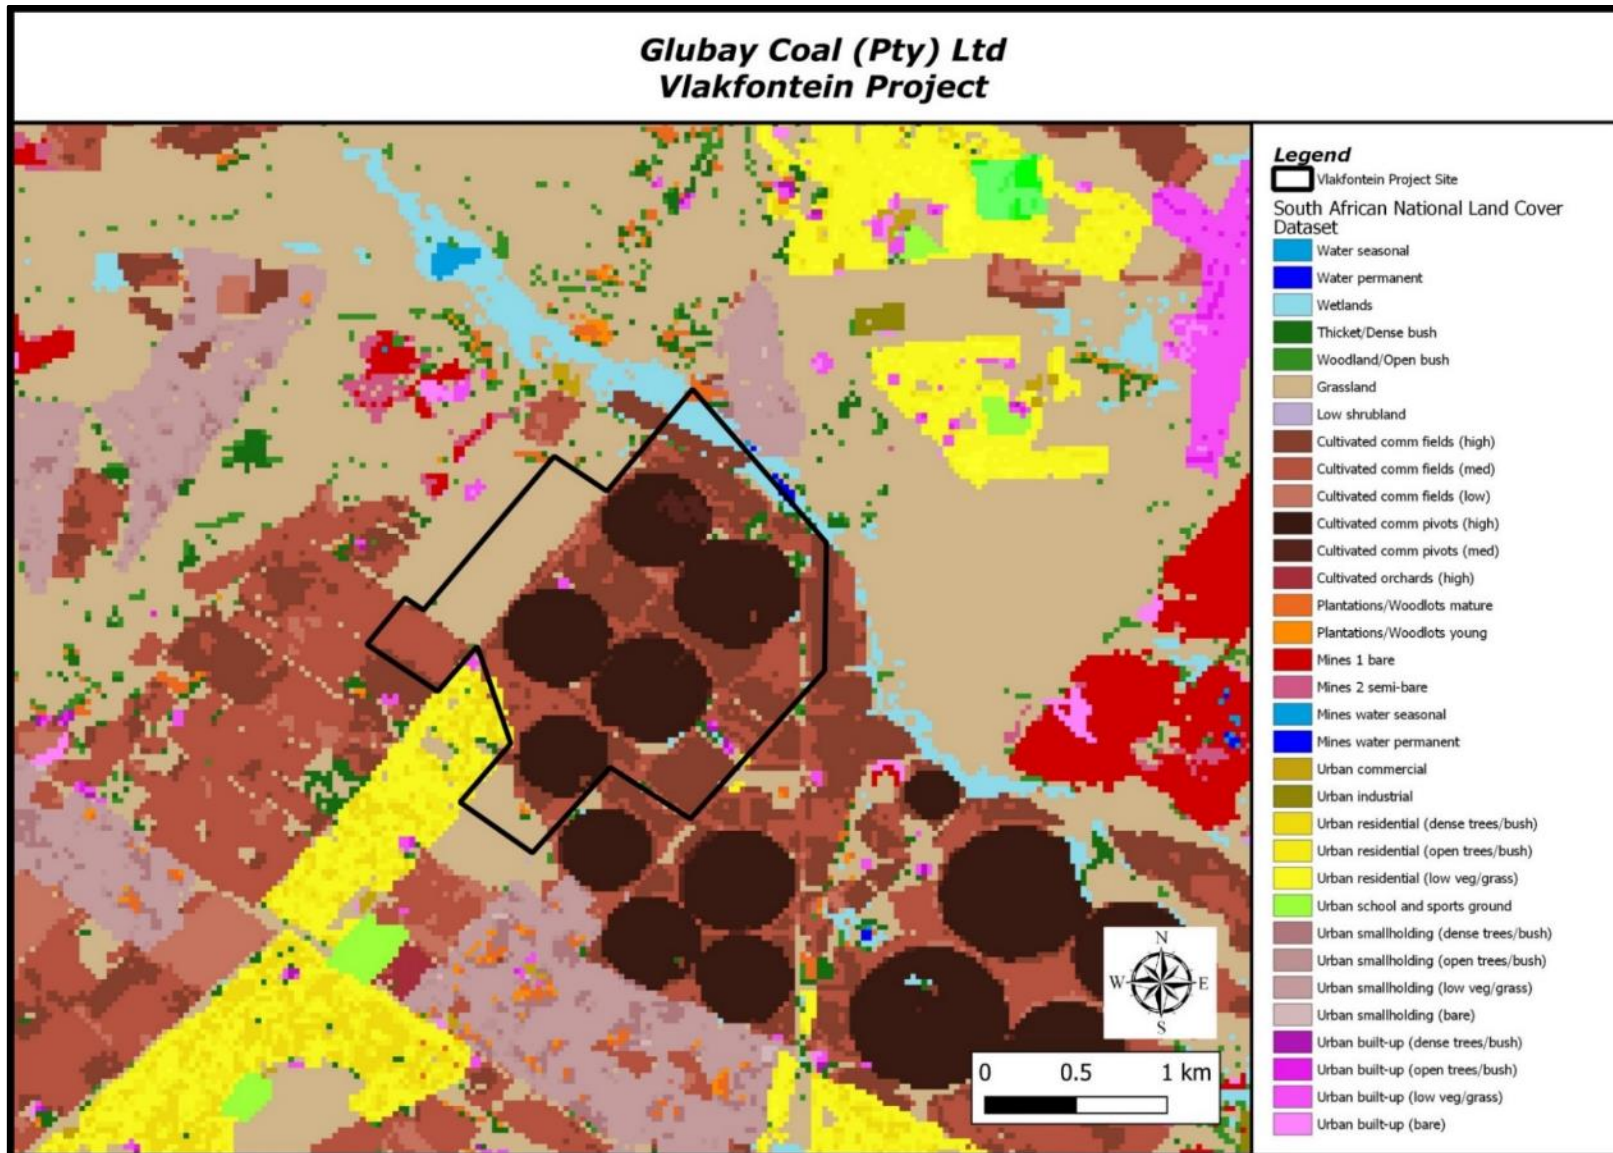 Glubay Coal (Pty) Ltd
Vlakfontein Project
Legend
Vlakfontein Project Site
South African National Land Cover
Dataset
Water seasonal
Water permanent
Wetlands
Thicket/Dense bush
Woodland/Open bush
Grassland
Low shrubland
Cultivated comm fields (high)
Cultivated comm fields (med)
Cultivated comm fields (low)
Cultivated comm pivots (high)
Cultivated comm pivots (med)
Cultivated orchards (high)
Plantations/Woodlots mature
Plantations/Woodlots young
Mines 1 bare
Mines 2 semi-bare
Mines water seasonal
Mines water permanent
Urban commercial
Urban industrial
Urban residential (dense trees/bush)
Urban residential (open trees/bush)
Urban residential (low veg/grass)
Urban school and sports ground
Urban smallholding (dense trees/bush)
Urban smallholding (open trees/bush)
Urban smallholding (low veg/grass)
Urban smallholding (bare)
Urban built-up (dense trees/bush)
Urban built-up (open trees/bush)
Urban built-up (low veg/grass)
Urban built-up (bare)
N
W E
S
0 0.5 1 km